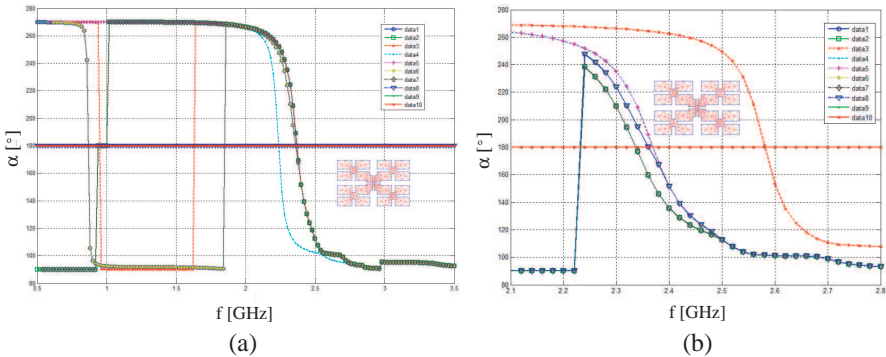 280
260
240
220
200
180
160
140
120
100
80
α [°]
0.5
1
1.5
2
2.5
3
3.5
f [GHz]
data1
data2
data3
data4
data5
data6
data7
data8
data9
data10
(a)
280
260
240
220
200
180
160
140
120
100
80
α [°]
2.1
2.2
2.3
2.4
2.5
2.6
2.7
2.8
f [GHz]
data1
data2
data3
data4
data5
data6
data7
data8
data9
data10
(b)